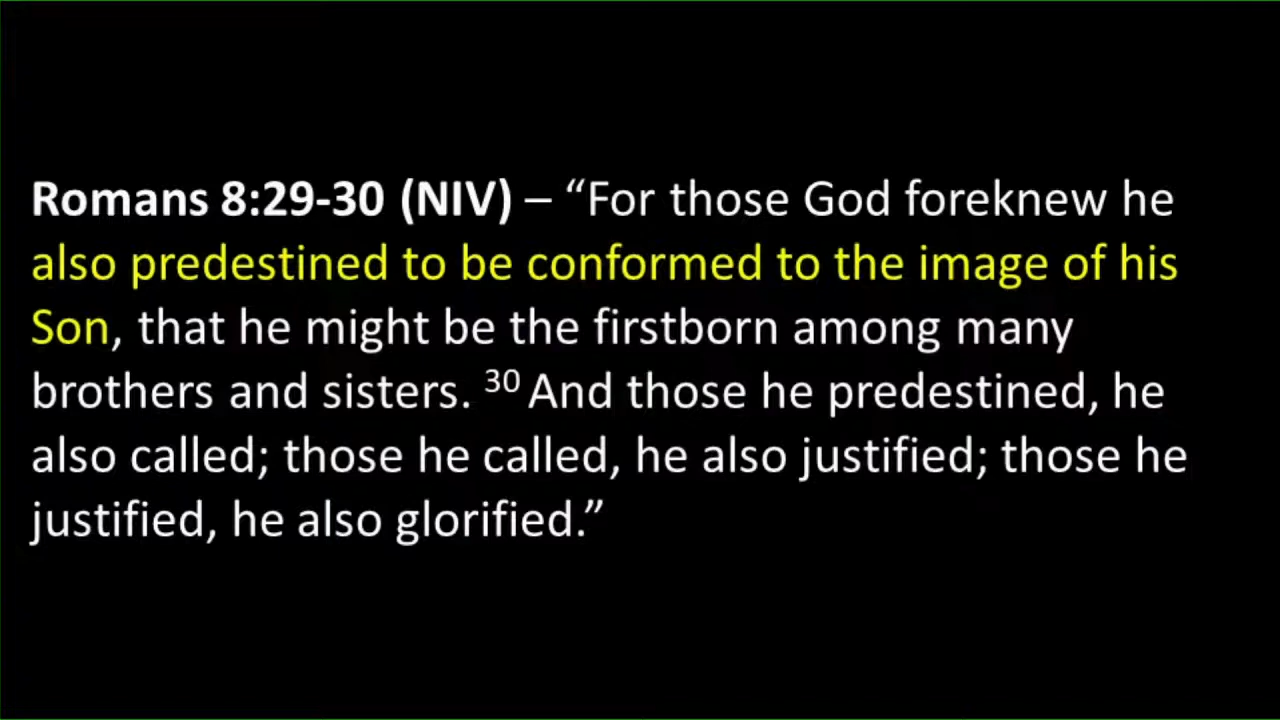 Romans 8:29-30 (NIV) – “For those God foreknew he
also predestined to be conformed to the image of his
Son, that he might be the firstborn among many
brothers and sisters. 30 And those he predestined, he
also called; those he called, he also justified; those he
justified, he also glorified.”